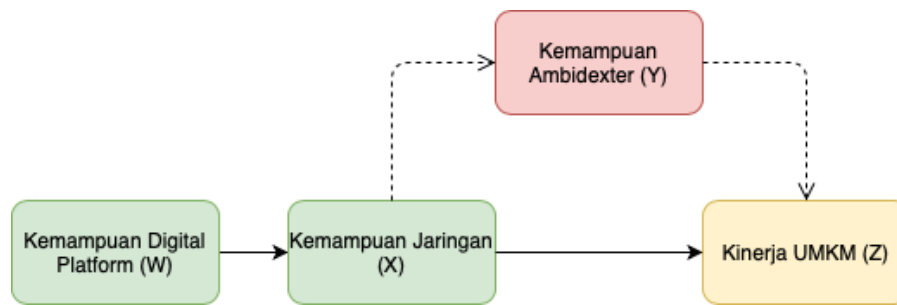 Kemampuan
Ambidexter (Y)
Kemampuan Digital
Platform (W)
Kemampuan Jaringan
(X)
Kinerja UMKM (Z)